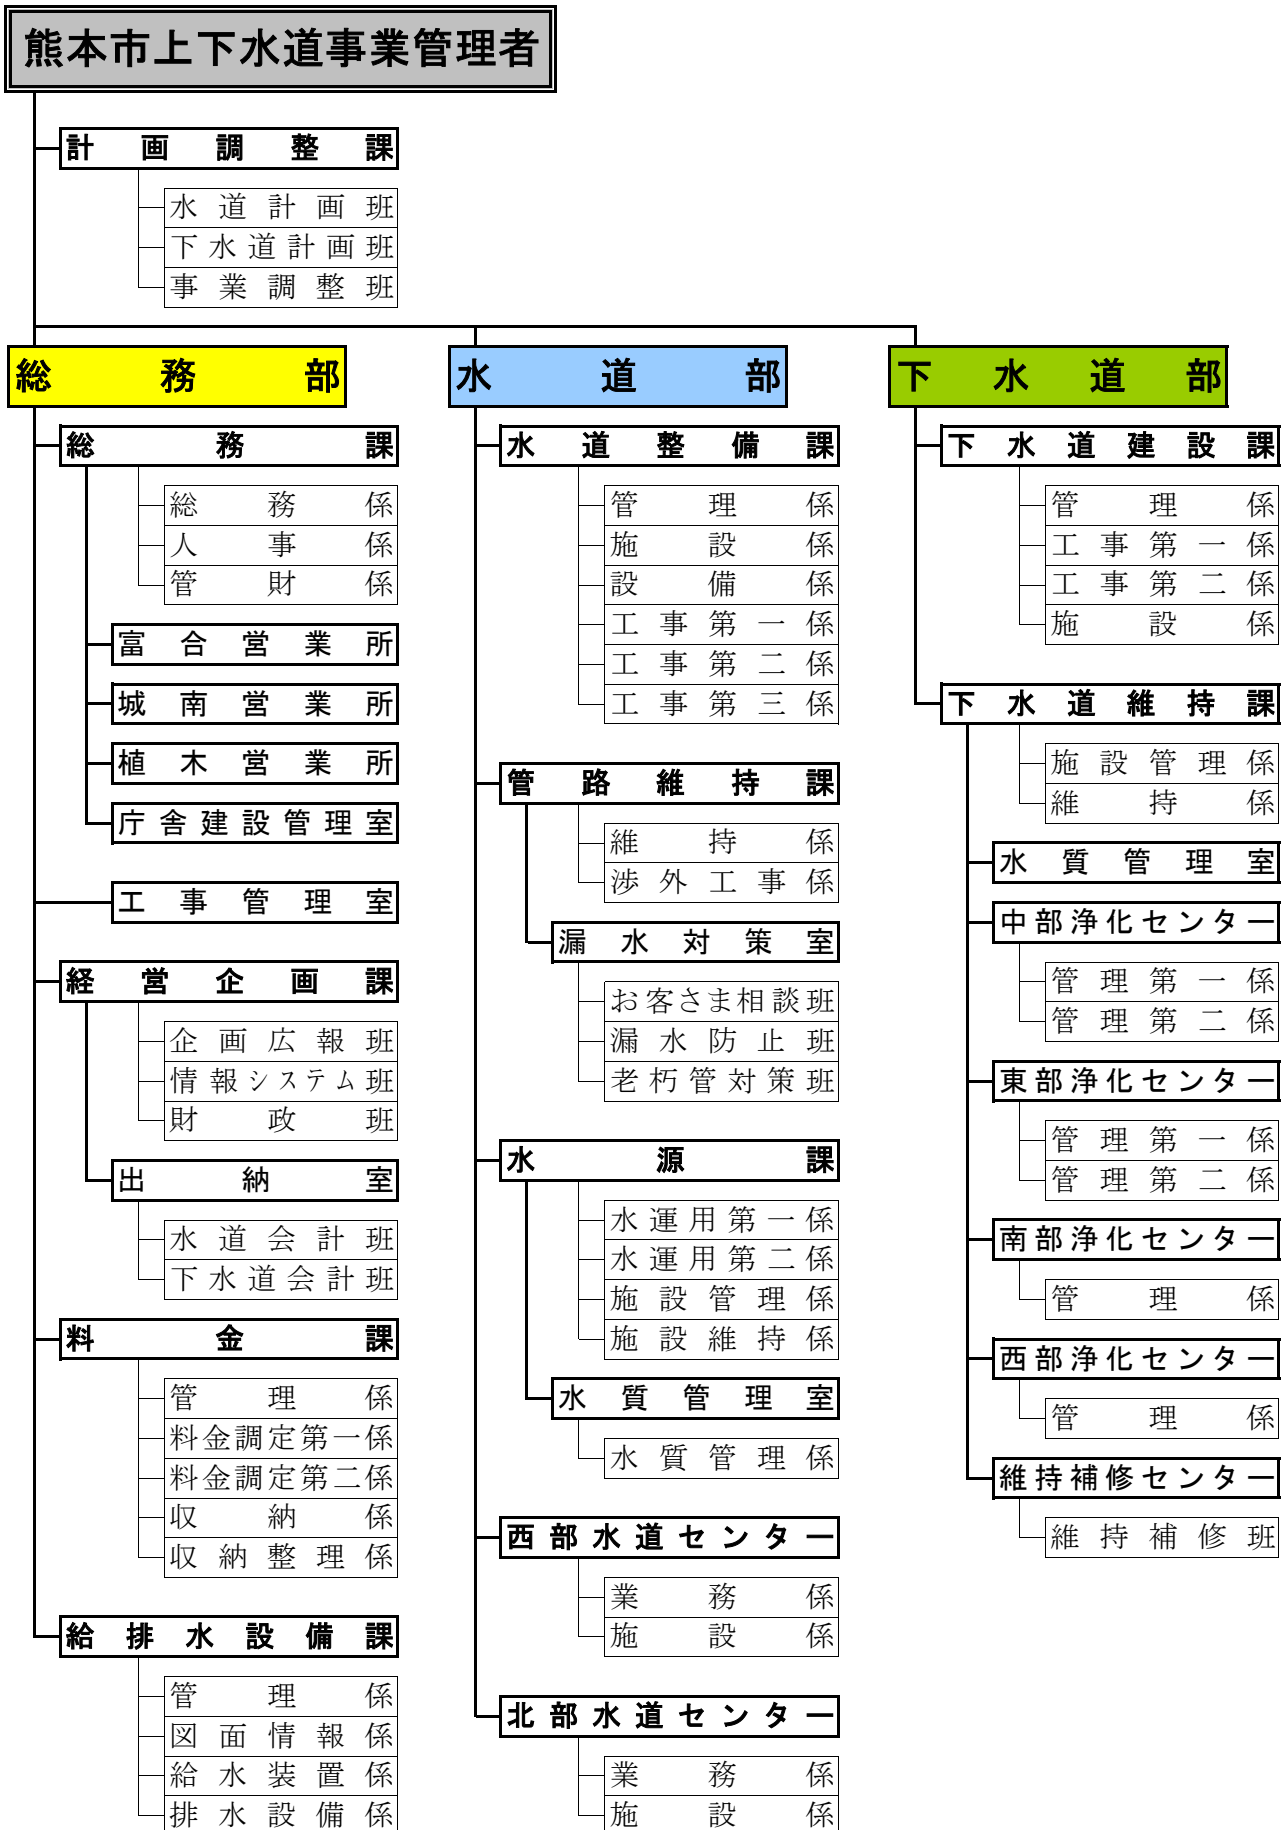 熊本市上下水道事業管理者
計画調整課
水道計画班
下水道計画班
事業調整班
総務部
総務課
総務係
人事係
管財係
富合営業所
城南営業所
植木営業所
庁舎建設管理室
工事管理室
経営企画課
企画広報班
情報システム班
財政班
出納室
水道会計班
下水道会計班
料金課
管理係
料金調定第一係
料金調定第二係
収納係
収納整理係
給排水設備課
管理係
図面情報係
給水装置係
排水設備係
水道部
水道整備課
管理係
施設係
設備係
工事第一係
工事第二係
工事第三係
管路維持課
維持係
渉外工事係
漏水対策室
お客さま相談班
漏水防止班
老朽管対策班
水源課
水運用第一係
水運用第二係
施設管理係
施設維持係
水質管理室
水質管理係
西部水道センター
業務係
施設係
北部水道センター
業務係
施設係
下水道部
下水道建設課
管理係
工事第一係
工事第二係
施設係
下水道維持課
施設管理係
維持係
水質管理室
中部浄化センター
管理第一係
管理第二係
東部浄化センター
管理第一係
管理第二係
南部浄化センター
管理係
西部浄化センター
管理係
維持補修センター
維持補修班